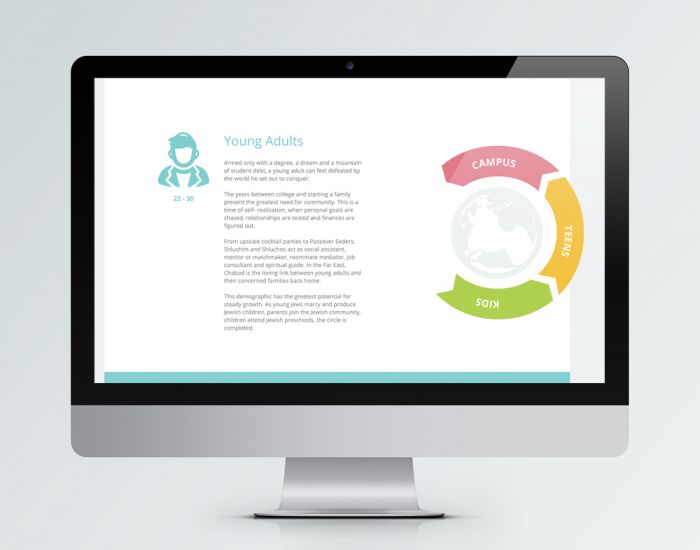 Young Adults
Armed only with a degree, a dream and a mountain
of student debt, a young adult can feel defeated by
the world he set out to conquer.
22 - 30
The years between college and starting a family
present the greatest need for community. This is a
time of self- realization, when personal goals are
chased, relationships are tested and finances are
figured out.
From upscale cocktail parties to Passover Seders,
Shluchim and Shluchos act as social assistant,
mentor or matchmaker, roommate mediator, job
consultant and spiritual guide. In the Far East,
Chabad is the loving link between young adults and
their concerned families back home.
This demographic has the greatest potential for
steady growth. As young Jews marry and produce
Jewish children, parents join the Jewish community,
children attend Jewish preschools, the circle is
completed.
CAMPUS
TEENS
KIDS